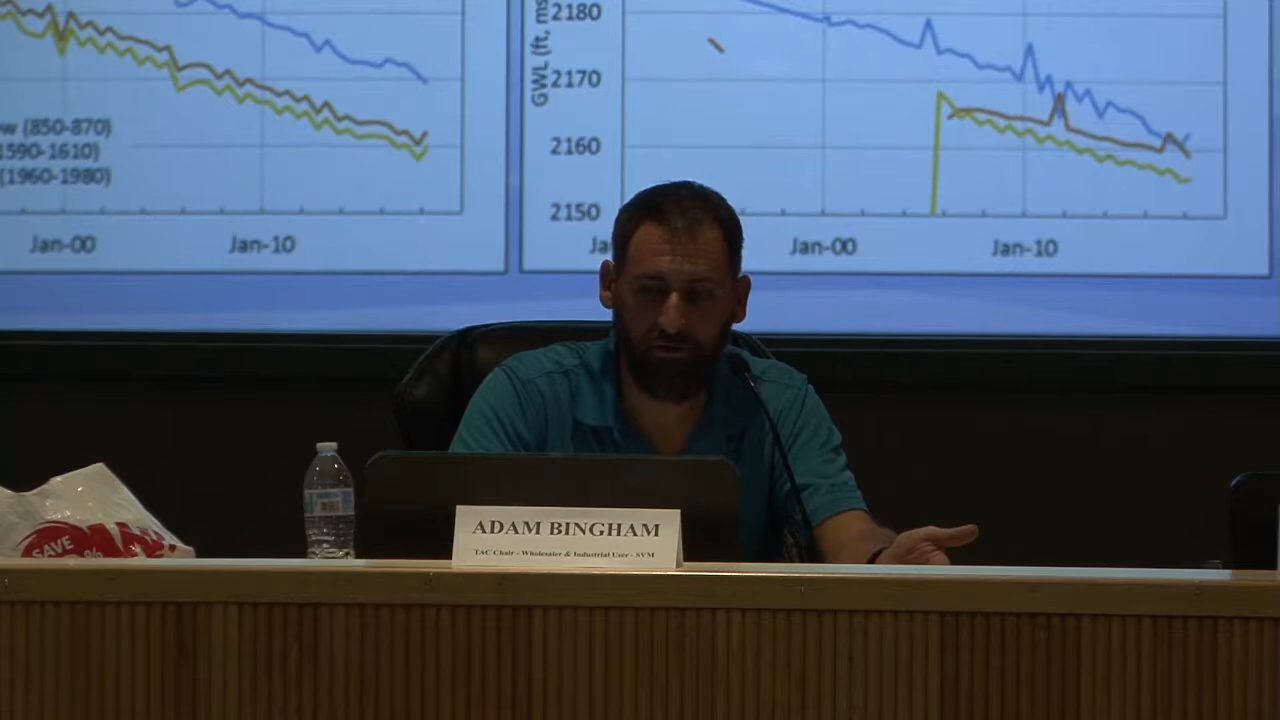 2180
GWL (ft, ms
2170
2160
2150
w (850-870)
1590-1610)
(1960-1980)
Jan-00
Jan-10
Ja
Jan-00
Jan-10
SAVE
%
ADAM BINGHAM
TAC Chair - Wholesaler & Industrial User - SVM